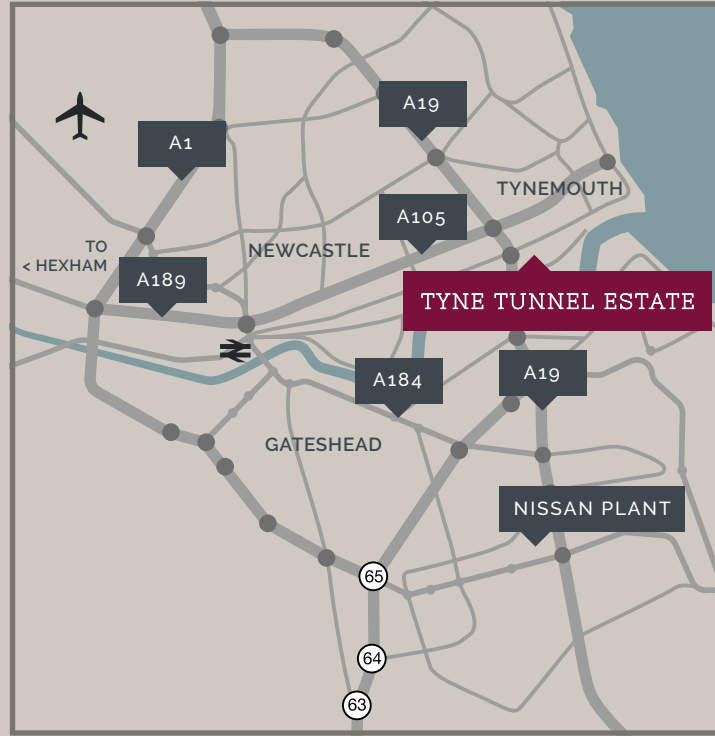 A19
A1
TYNEMOUTH
A105
TO
< HEXHAM
NEWCASTLE
A189
TYNE TUNNEL ESTATE
A184
A19
GATESHEAD
NISSAN PLANT
65
64
63